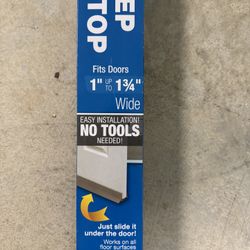 EP
TOP
Fits Doors
1" UP TO 1¾"
Wide
EASY INSTALLATION!
NO TOOLS
NEEDED!
Just slide it
under the door!
Works on all
floor surfaces